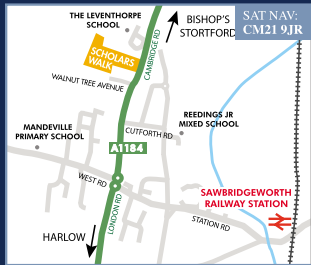 THE LEVENTHORPE
SCHOOL
BISHOP'S
STORTFORD
SAT NAV:
CM21 9JR
SCHOLARS
WALK
CAMBRIDGE RD
WALNUT TREE AVENUE
REEDINGS JR
MIXED SCHOOL
MANDEVILLE
PRIMARY SCHOOL
CUTFORTH RD
A1184
WEST RD
LONDON RD
SAWBRIDGEWORTH
RAILWAY STATION
STATION RD
HARLOW